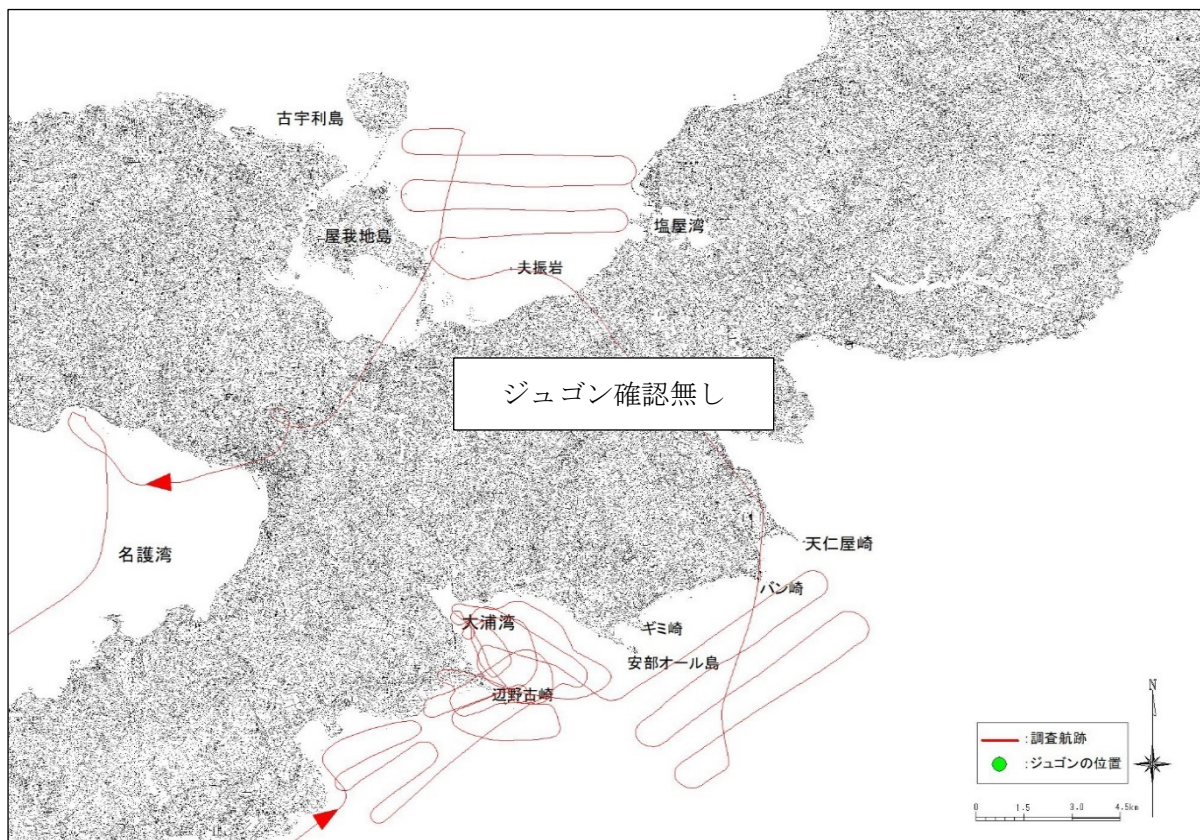 古宇利島
屋我地島
塩屋湾
夫振岩
ジュゴン確認無し
名護湾
天仁屋崎
バン崎
大浦湾
ギミ崎
安部オール島
辺野古崎
N
:調査航跡
:ジュゴンの位置
0 1.5 3.0 4.5km